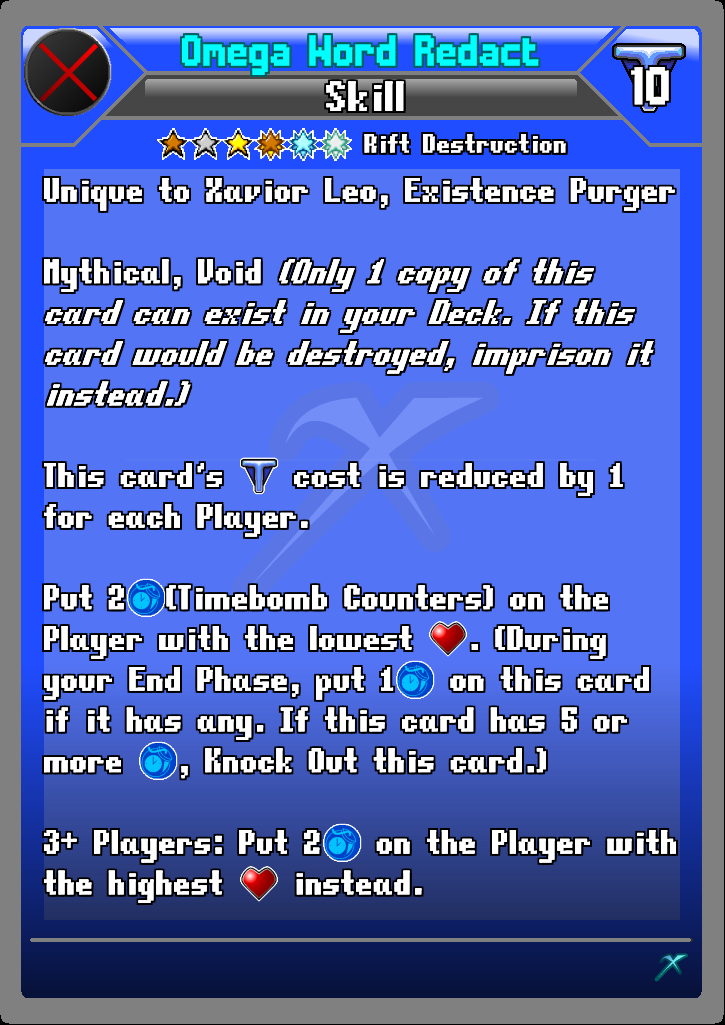 Omega Word Redact
10
Skill
Rift Destruction
Unique to Xavior Leo, Existence Purger
Mythical, Void (Only 1 copy of this
card can exist in your Deck. If this
card would be destroyed, imprison it
instead.)
This card's T cost is reduced by 1
for each Player.
Put 2 (Timebomb Counters) on the
Player with the lowest . (During
your End Phase, put 1 on this card
if it has any. If this card has 5 or
more , Knock Out this card.)
3+ Players: Put 2 on the Player with
the highest instead.